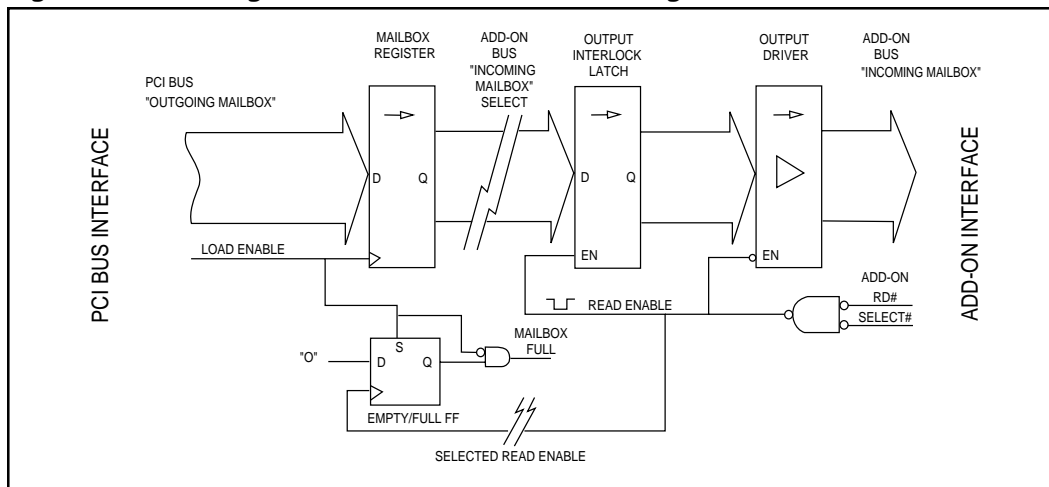 MAILBOX
REGISTER
ADD-ON
BUS
"INCOMING
MAILBOX"
SELECT
OUTPUT
INTERLOCK
LATCH
OUTPUT
DRIVER
ADD-ON
BUS
"INCOMING MAILBOX"
PCI BUS
"OUTGOING MAILBOX"
PCI BUS INTERFACE
ADD-ON INTERFACE
D Q
D Q
LOAD ENABLE
EN
EN
READ ENABLE
ADD-ON
RD#
SELECT#
MAILBOX
FULL
"O"
S
D Q
EMPTY/FULL FF
SELECTED READ ENABLE